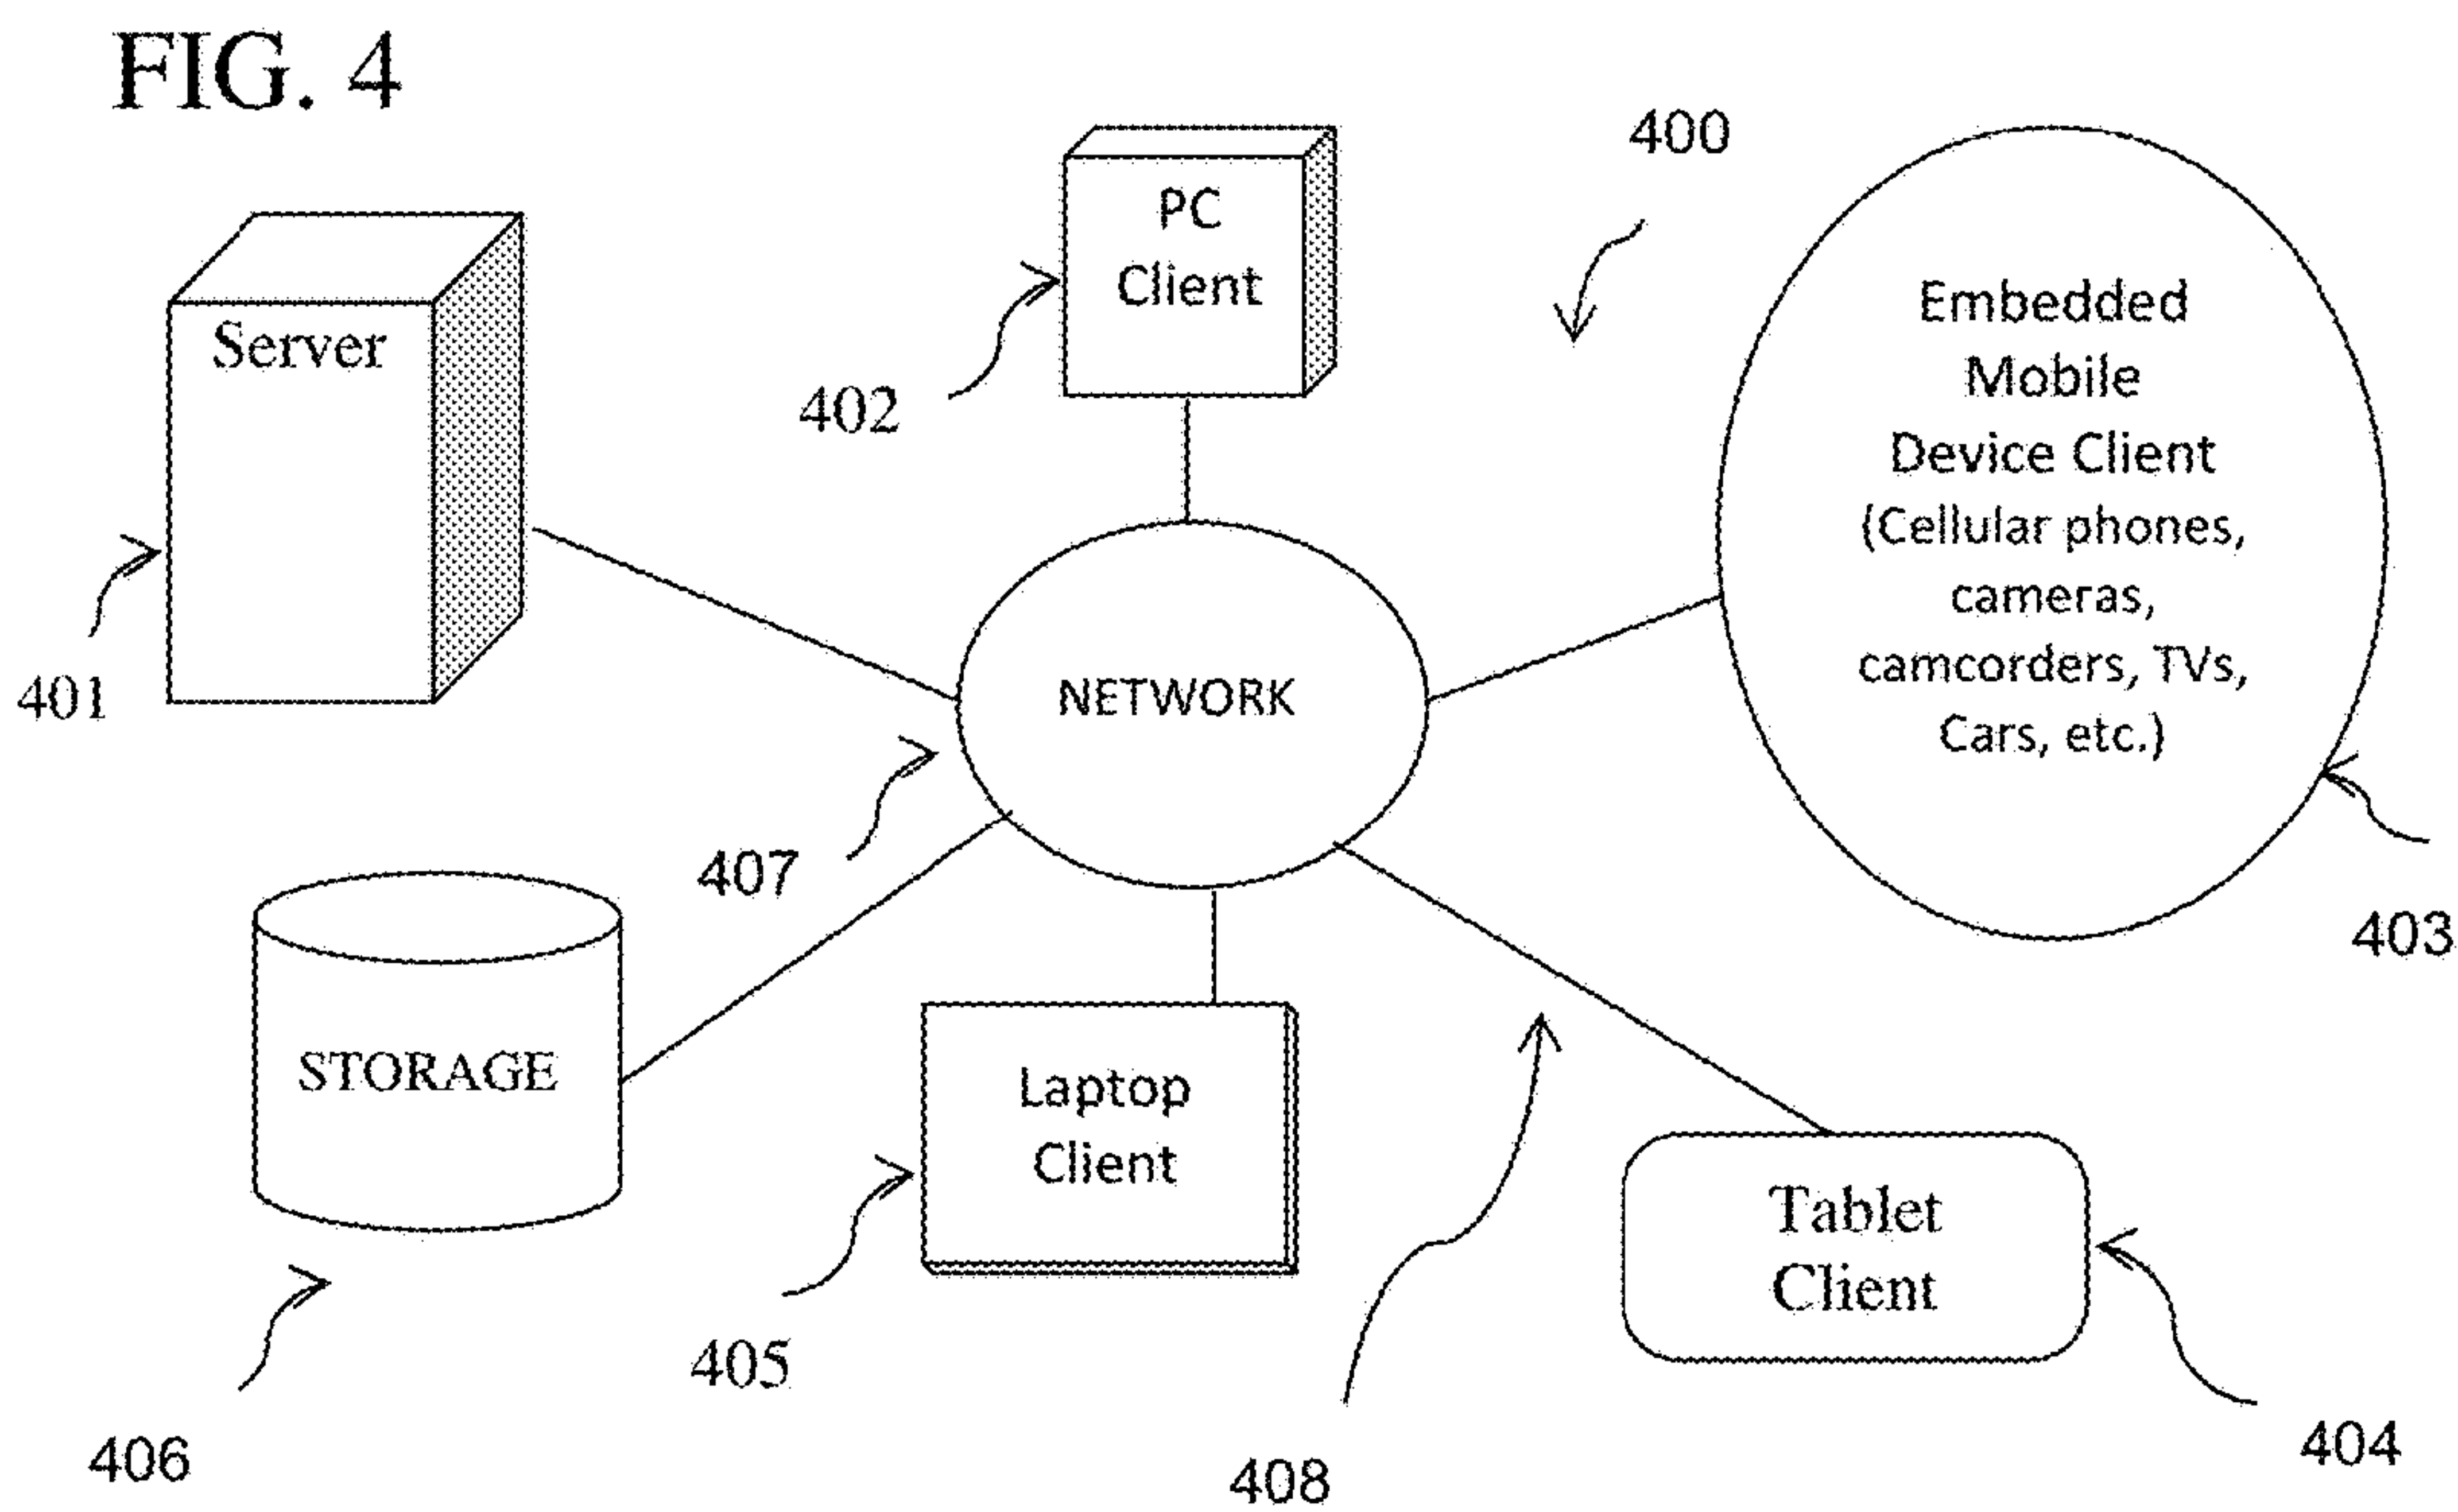 FIG. 4
400
PC
Client
Server
402
Embedded
Mobile
Device Client
(Cellular phones,
cameras,
camcorders, TVs,
Cars, etc.)
401
NETWORK
407
403
STORAGE
Laptop
Client
405
Tablet
Client
406
408
404